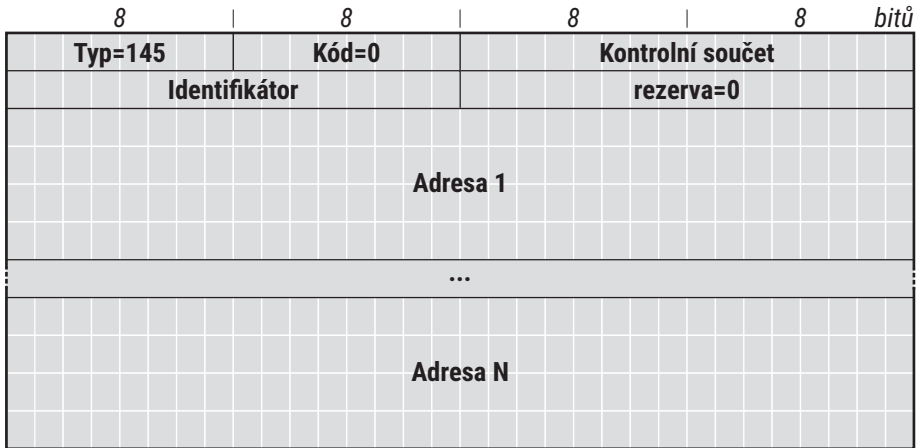 8 | 8 | 8 | 8 bitů
Typ=145 Kód=0 Kontrolní součet
Identifikátor rezerva=0
Adresa 1
...
Adresa N